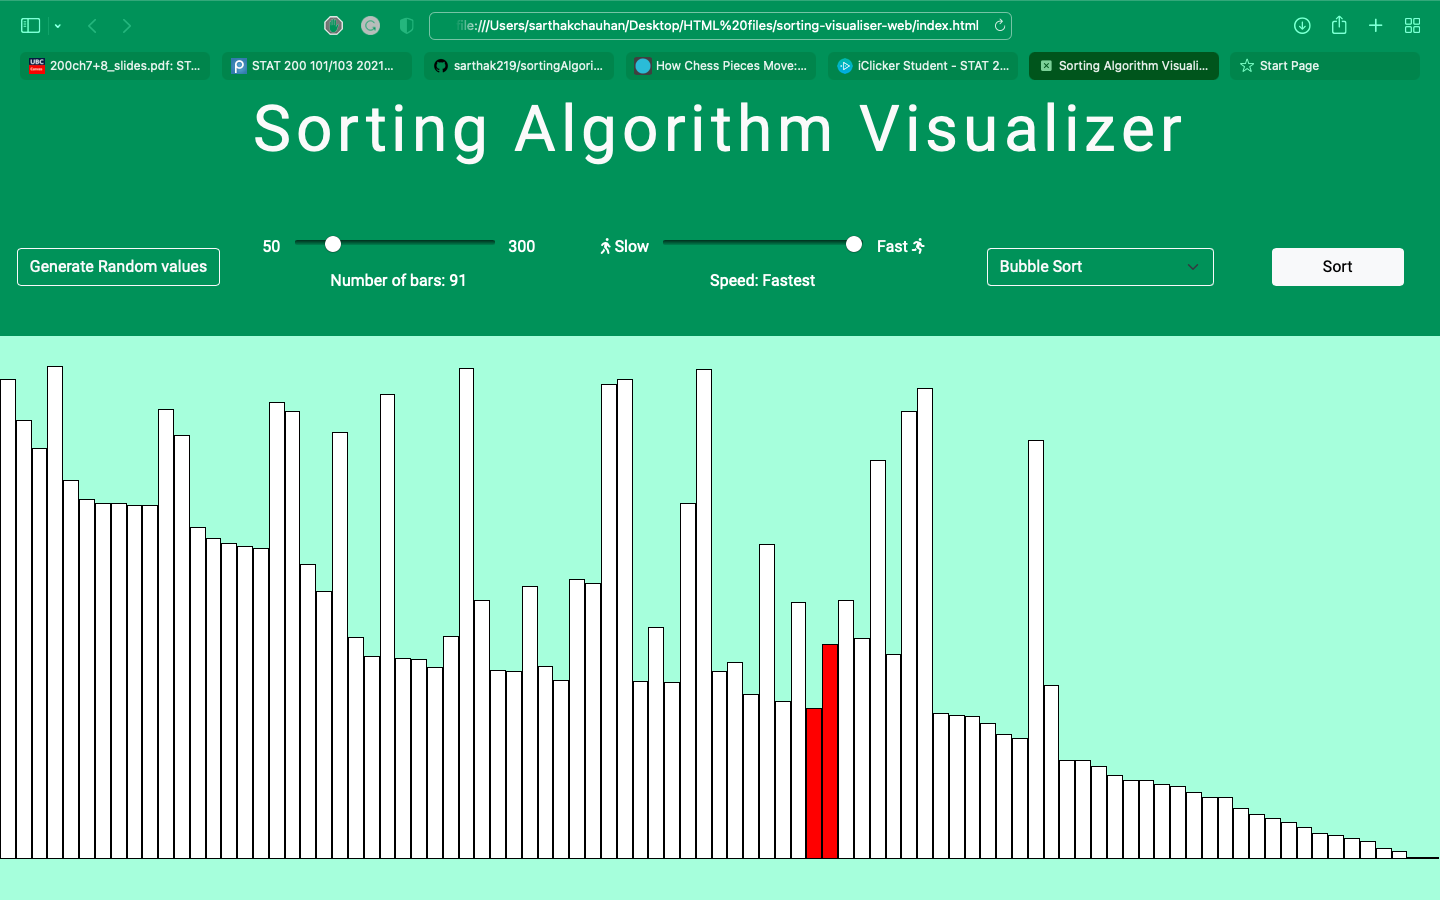 file:///Users/sarthakchauhan/Desktop/HTML%20files/sorting-visualiser-web/index.html
UBC 200ch7+8_slides.pdf: ST...
STAT 200 101/103 2021...
sarthak219/sortingAlgori...
How Chess Pieces Move:...
iClicker Student - STAT 2...
Sorting Algorithm Visuali...
Start Page
Sorting Algorithm Visualizer
Generate Random values
50 300
Number of bars: 91
Slow Fast
Speed: Fastest
Bubble Sort
Sort